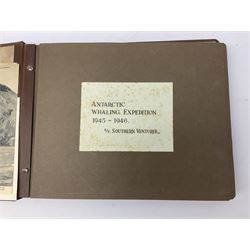 ANTARCTIC
WHALING EXPEDITION
1945 - 1946.
S/V SOUTHERN VENTURER